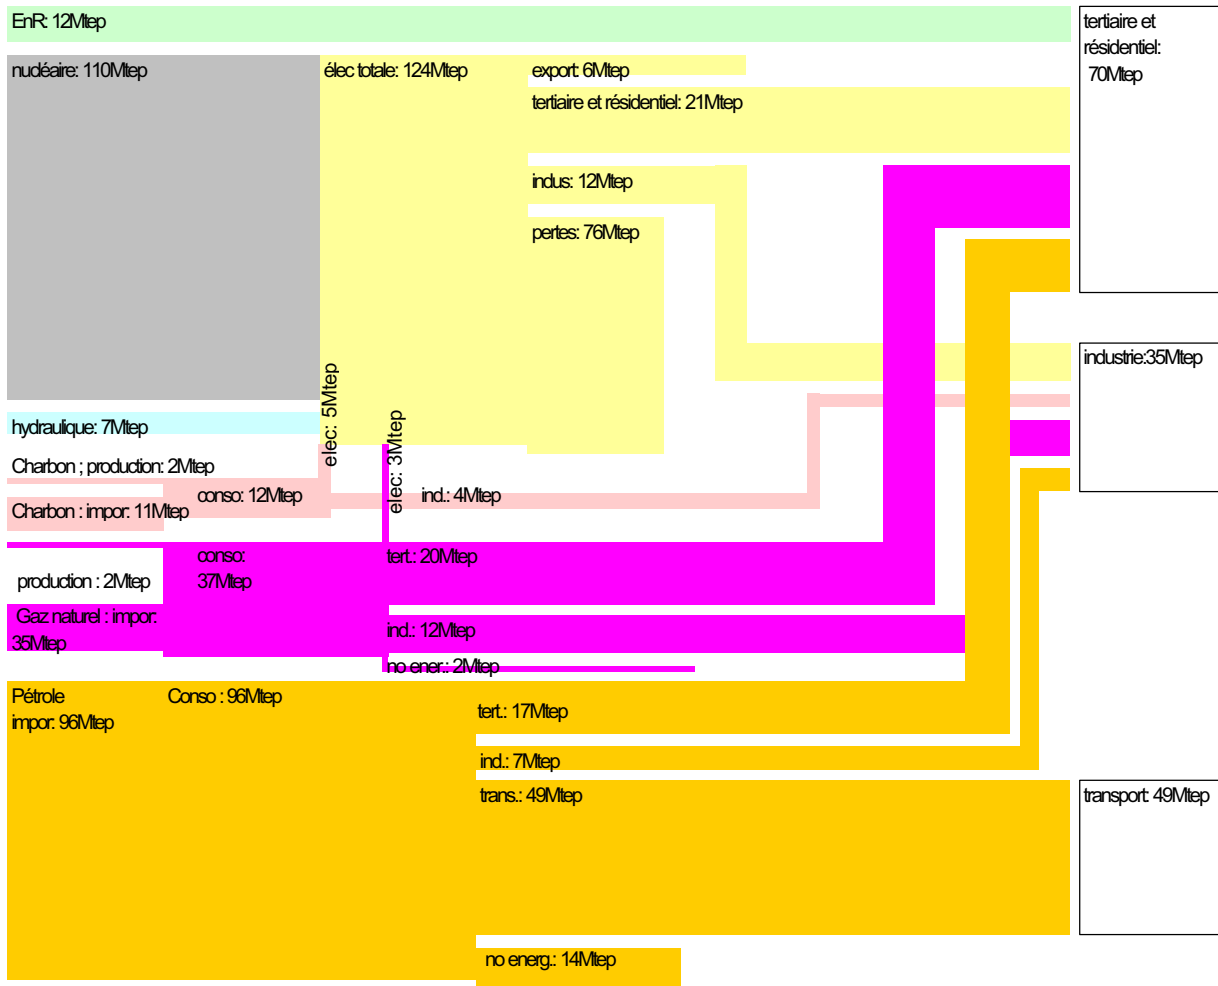 EnR: 12Mtep
tertiaire et
résidentiel:
70Mtep
nucléaire: 110Mtep
élec totale: 124Mtep
export: 6Mtep
tertiaire et résidentiel: 21Mtep
indus: 12Mtep
pertes: 76Mtep
industrie:35Mtep
elec: 5Mtep
elec: 3Mtep
hydraulique: 7Mtep
Charbon ; production: 2Mtep
conso: 12Mtep
ind.: 4Mtep
Charbon : impor: 11Mtep
conso:
37Mtep
tert.: 20Mtep
production : 2Mtep
Gaz naturel : impor:
35Mtep
ind.: 12Mtep
no ener.: 2Mtep
Pétrole
impor: 96Mtep
Conso : 96Mtep
tert.: 17Mtep
ind.: 7Mtep
trans.: 49Mtep
transport: 49Mtep
no energ.: 14Mtep